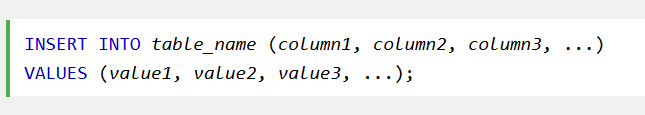 INSERT INTO table_name (column1, column2, column3, ...)
VALUES (value1, value2, value3, ...);